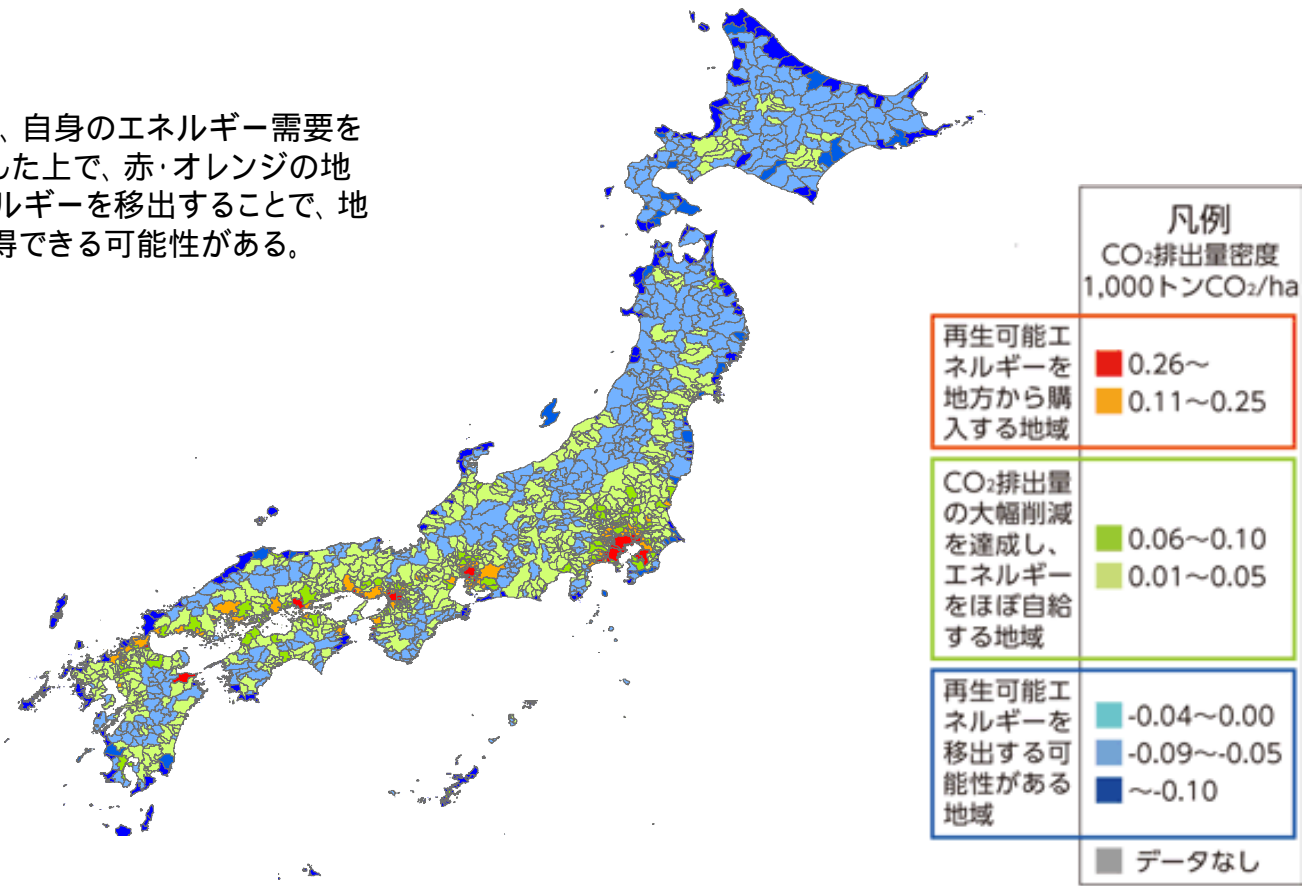 、自身のエネルギー需要を
した上で、赤・オレンジの地
ルギーを移出することで、地
得できる可能性がある。
凡例
CO₂排出量密度
1,000トンCO₂/ha
再生可能エ
ネルギーを
地方から購
入する地域
0.26～
0.11～0.25
CO₂排出量
の大幅削減
を達成し、
エネルギー
をほぼ自給
する地域
0.06～0.10
0.01～0.05
再生可能エ
ネルギーを
移出する可
能性がある
地域
-0.04～0.00
-0.09～-0.05
～-0.10
データなし